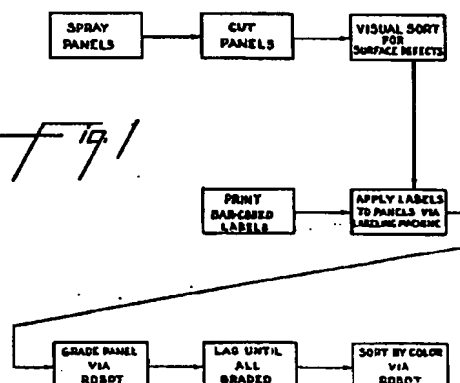 SPRAY
PANELS
CUT
PANELS
VISUAL SORT
FOR
SURFACE DEFECTS
Fig. 1
PRINT
BAR-CODED
LABELS
APPLY LABELS
TO PANELS VIA
LABELING MACHINE
GRADE PANEL
VIA
ROBOT
LAG UNTIL
ALL
GRADED
SORT BY COLOR
VIA
ROBOT